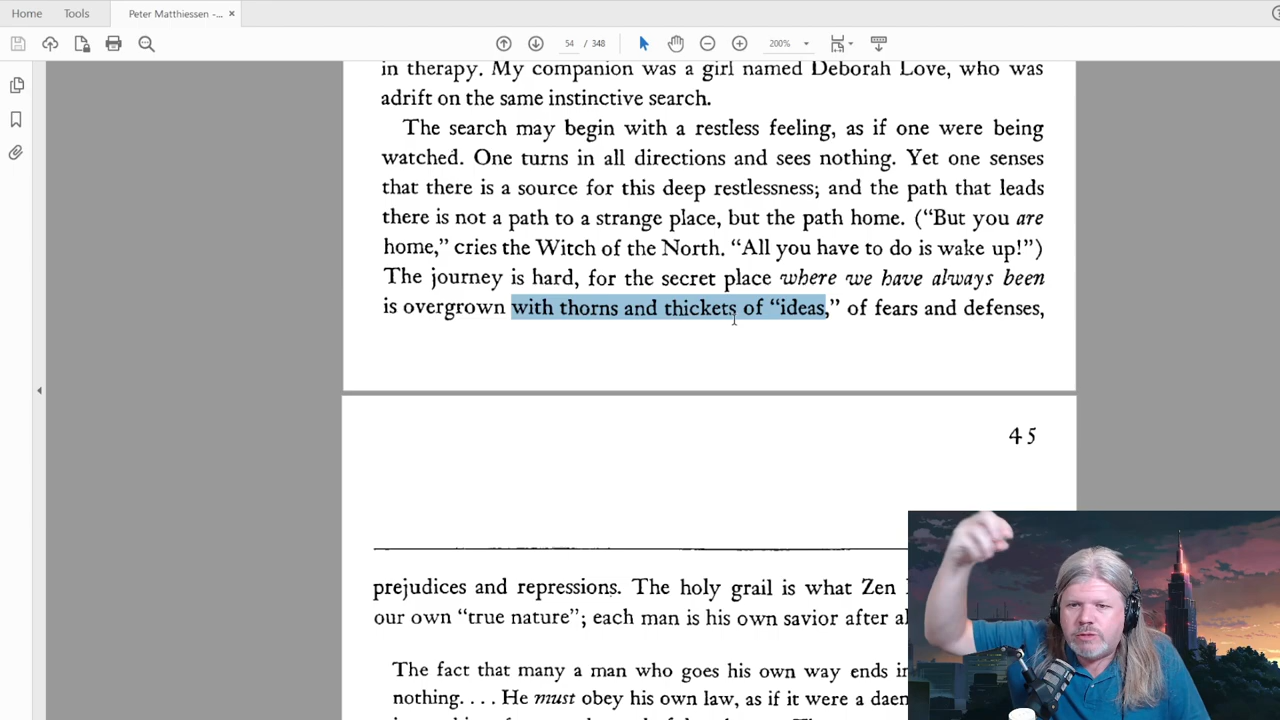 Home
Tools
Peter Matthiessen -...
54 / 348
200%
in therapy. My companion was a girl named Deborah Love, who was
adrift on the same instinctive search.
The search may begin with a restless feeling, as if one were being
watched. One turns in all directions and sees nothing. Yet one senses
that there is a source for this deep restlessness; and the path that leads
there is not a path to a strange place, but the path home. (“But you are
home,” cries the Witch of the North. “All you have to do is wake up!”)
The journey is hard, for the secret place where we have always been
is overgrown with thorns and thickets of “ideas,” of fears and defenses,
45
prejudices and repressions. The holy grail is what Zen
our own “true nature”; each man is his own savior after
The fact that many a man who goes his own way ends
nothing. . . . He must obey his own law, as if it were a